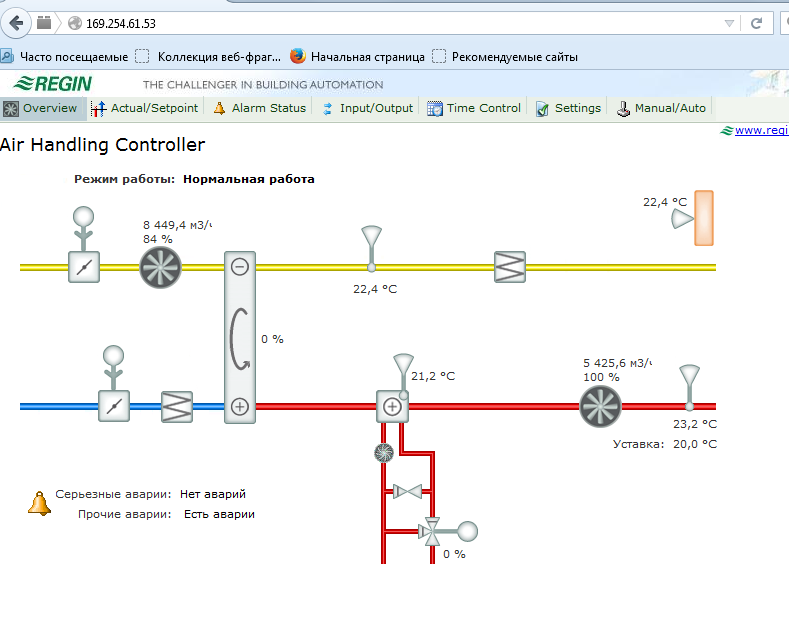 169.254.61.53
Часто посещаемые Коллекция веб-фраг... Начальная страница Рекомендуемые сайты
REGIN THE CHALLENGER IN BUILDING AUTOMATION
Overview Actual/Setpoint Alarm Status Input/Output Time Control Settings Manual/Auto
www.regi
Air Handling Controller
Режим работы: Нормальная работа
22,4 °C
8 449,4 м3/ч
84 %
22,4 °C
0 %
5 425,6 м3/ч
100 %
21,2 °C
23,2 °C
Уставка: 20,0 °C
Серьезные аварии: Нет аварий
Прочие аварии: Есть аварии
0 %